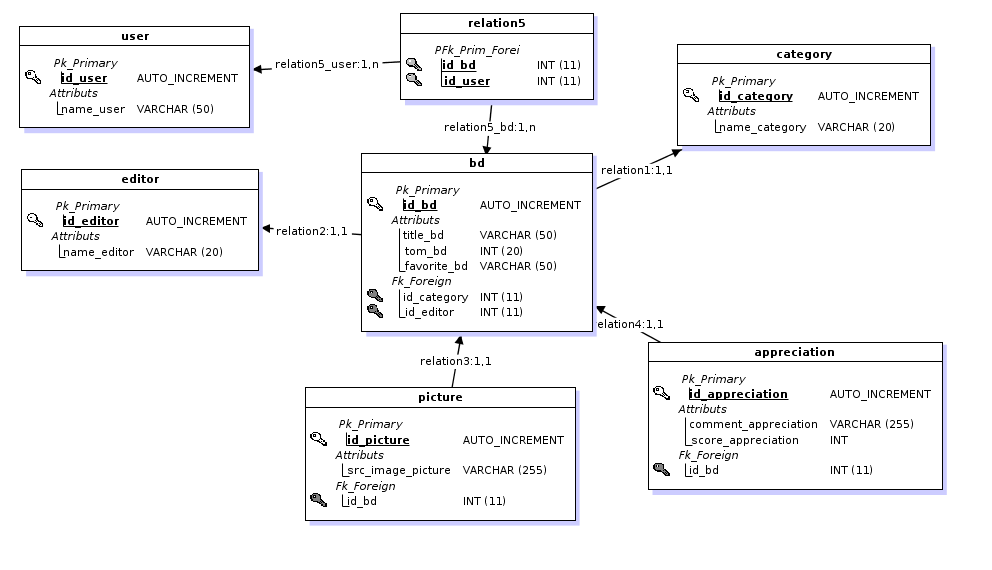 user
Pk_Primary
id_user AUTO_INCREMENT
Attributs
name_user VARCHAR (50)
relation5_user:1,n
relation5
PFk_Prim_Forei
id_bd INT (11)
id_user INT (11)
relation5_bd:1,n
category
Pk_Primary
id_category AUTO_INCREMENT
Attributs
name_category VARCHAR (20)
relation1:1,1
editor
Pk_Primary
id_editor AUTO_INCREMENT
Attributs
name_editor VARCHAR (20)
relation2:1,1
bd
Pk_Primary
id_bd AUTO_INCREMENT
Attributs
title_bd VARCHAR (50)
tom_bd INT (20)
favorite_bd VARCHAR (50)
Fk_Foreign
id_category INT (11)
id_editor INT (11)
relation3:1,1
elation4:1,1
picture
Pk_Primary
id_picture AUTO_INCREMENT
Attributs
src_image_picture VARCHAR (255)
Fk_Foreign
id_bd INT (11)
appreciation
Pk_Primary
id_appreciation AUTO_INCREMENT
Attributs
comment_appreciation VARCHAR (255)
score_appreciation INT
Fk_Foreign
id_bd INT (11)